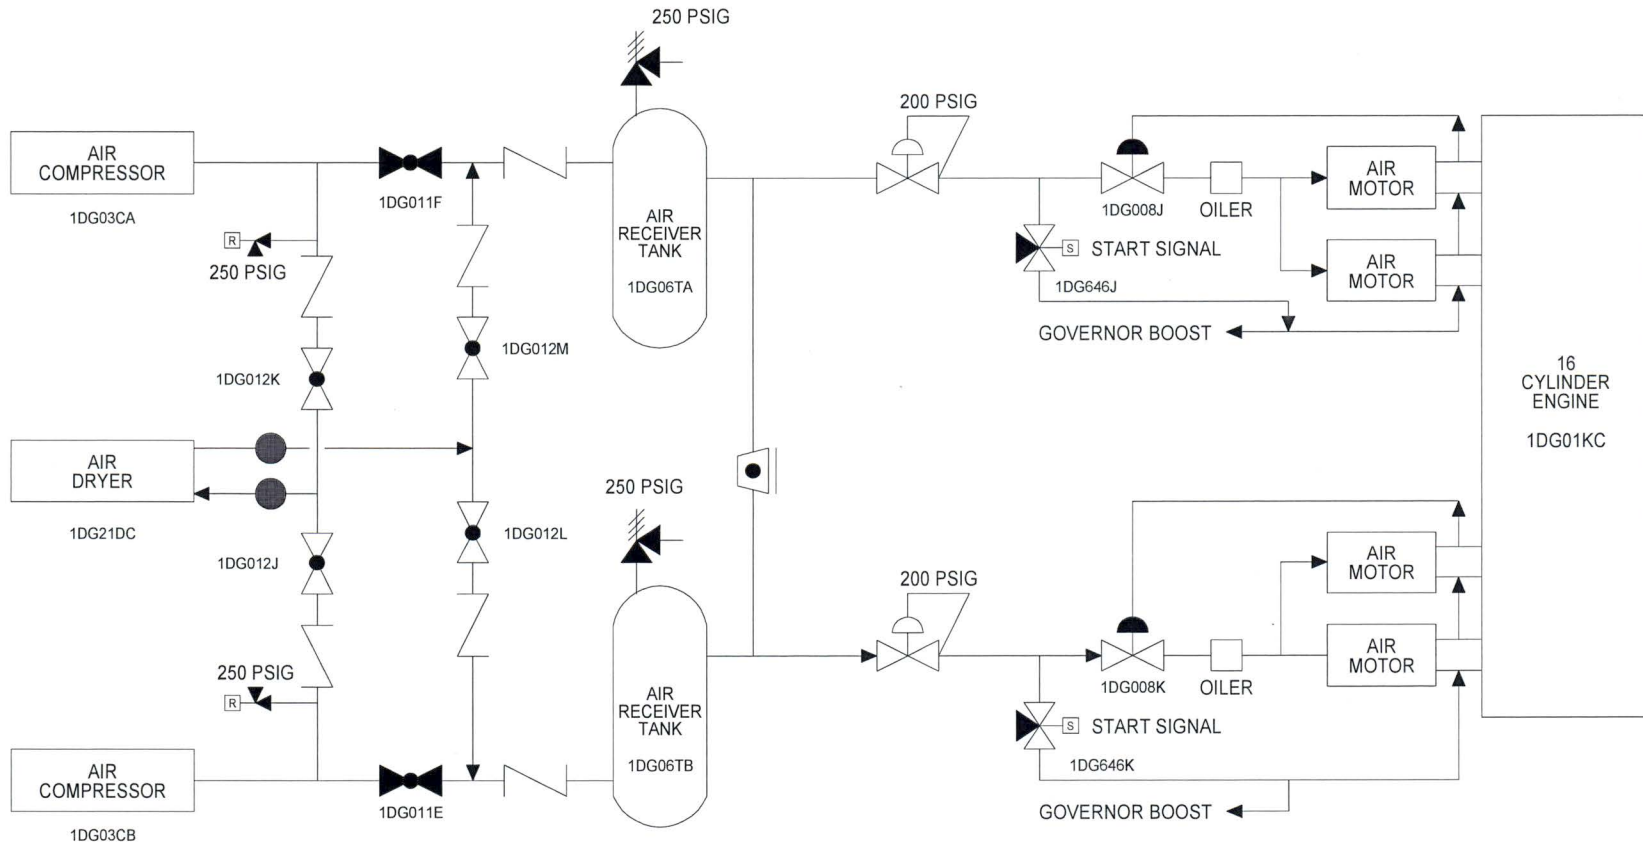 250 PSIG
200 PSIG
AIR
COMPRESSOR
1DG03CA
1DG011F
R
250 PSIG
AIR
RECEIVER
TANK
1DG06TA
1DG008J
OILER
AIR
MOTOR
AIR
MOTOR
S START SIGNAL
1DG646J
GOVERNOR BOOST
1DG012K
1DG012M
16
CYLINDER
ENGINE
1DG01KC
AIR
DRYER
1DG21DC
1DG012J
1DG012L
250 PSIG
200 PSIG
AIR
MOTOR
AIR
MOTOR
250 PSIG
R
AIR
RECEIVER
TANK
1DG06TB
1DG008K
OILER
S START SIGNAL
1DG646K
GOVERNOR BOOST
AIR
COMPRESSOR
1DG03CB
1DG011E